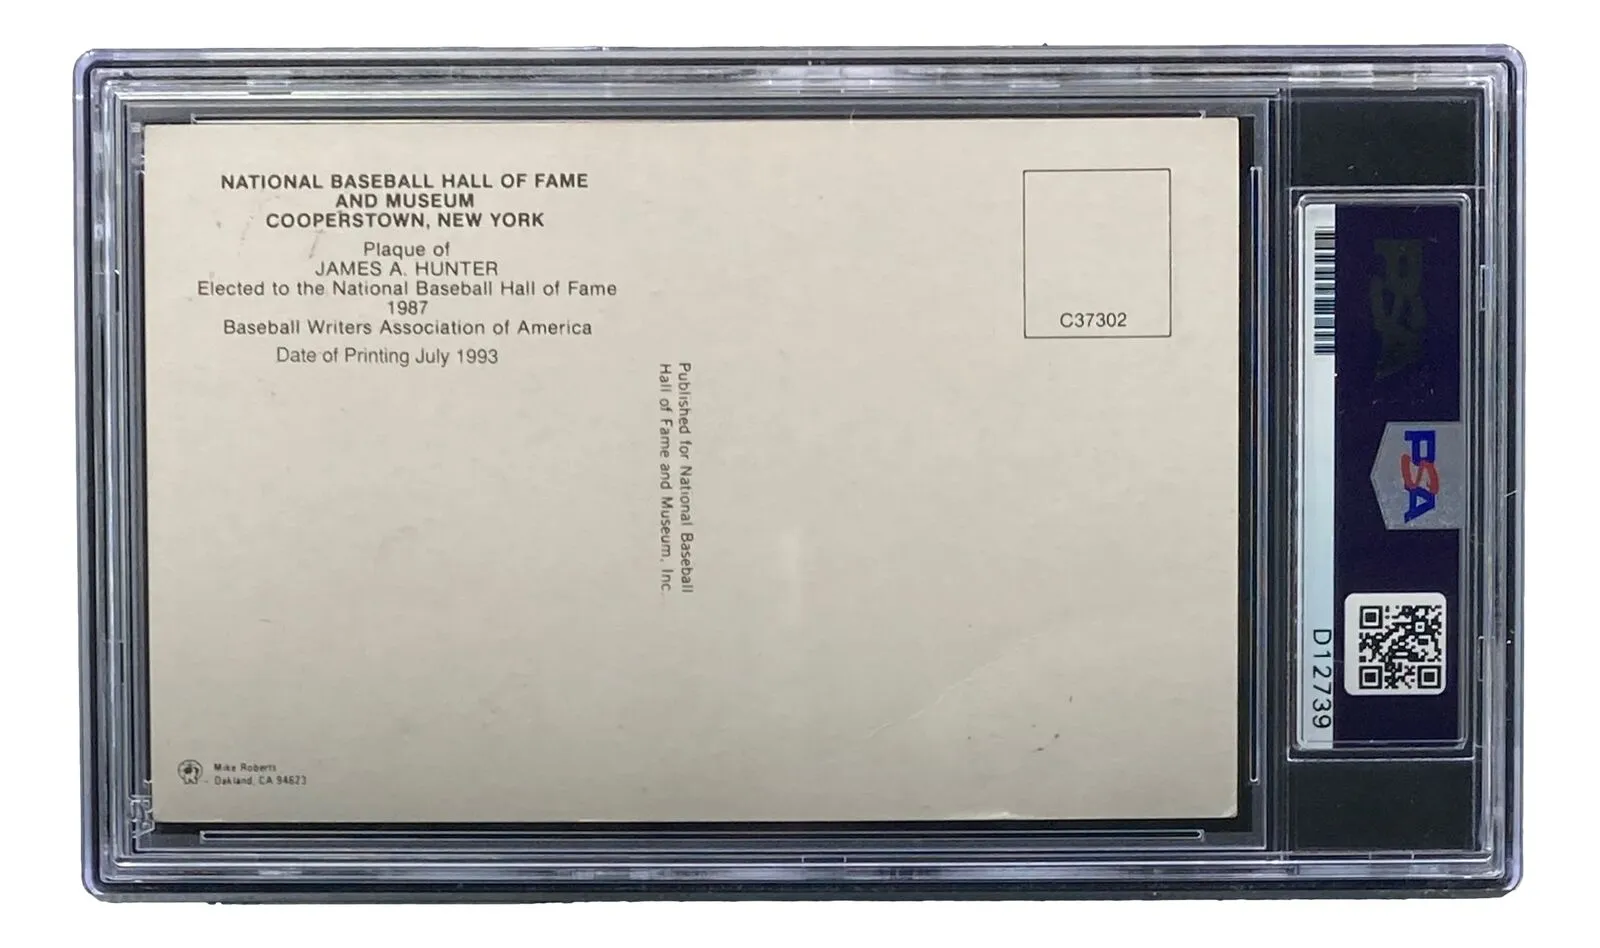 NATIONAL BASEBALL HALL OF FAME
AND MUSEUM
COOPERSTOWN, NEW YORK
Plaque of
JAMES A. HUNTER
Elected to the National Baseball Hall of Fame
1987
Baseball Writers Association of America
Date of Printing July 1993
C37302
Published for National Baseball
Hall of Fame and Museum, Inc.
Mike Roberts
Oakland, CA 94623
PSA
PSA
D12739
PSA